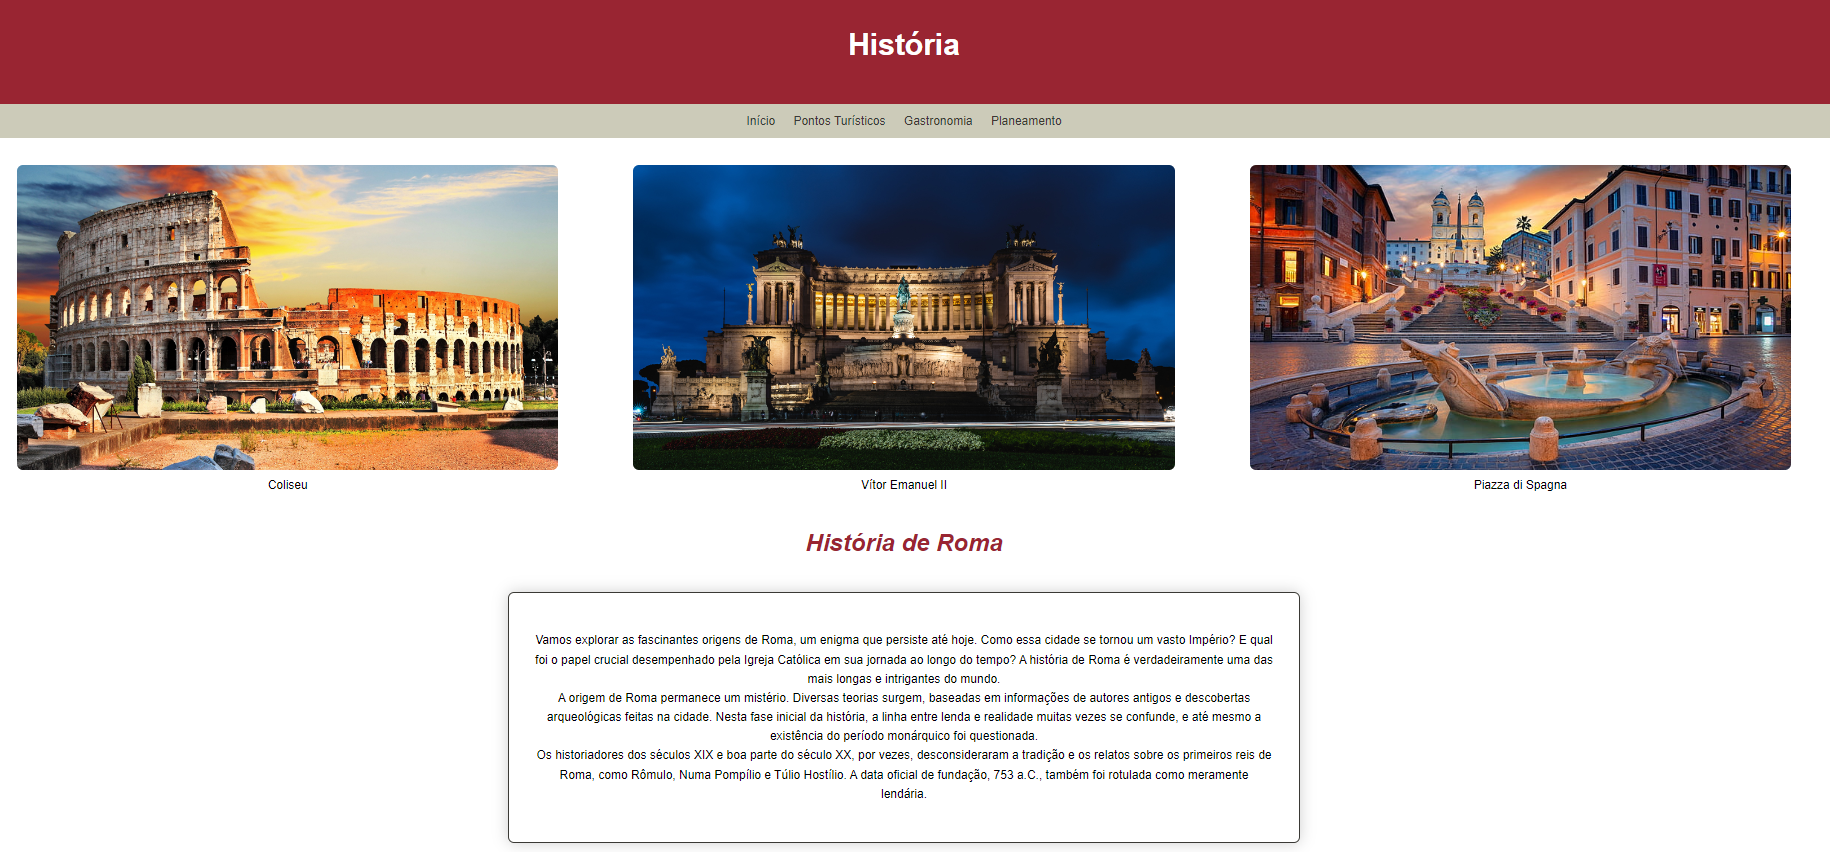 História
Início Pontos Turísticos Gastronomia Planeamento
Coliseu Vítor Emanuel II Piazza di Spagna
História de Roma
Vamos explorar as fascinantes origens de Roma, um enigma que persiste até hoje. Como essa cidade se tornou um vasto Império? E qual
foi o papel crucial desempenhado pela Igreja Católica em sua jornada ao longo do tempo? A história de Roma é verdadeiramente uma das
mais longas e intrigantes do mundo.
A origem de Roma permanece um mistério. Diversas teorias surgem, baseadas em informações de autores antigos e descobertas
arqueológicas feitas na cidade. Nesta fase inicial da história, a linha entre lenda e realidade muitas vezes se confunde, e até mesmo a
existência do período monárquico foi questionada.
Os historiadores dos séculos XIX e boa parte do século XX, por vezes, desconsideraram a tradição e os relatos sobre os primeiros reis de
Roma, como Rômulo, Numa Pompílio e Túlio Hostílio. A data oficial de fundação, 753 a.C., também foi rotulada como meramente
lendária.